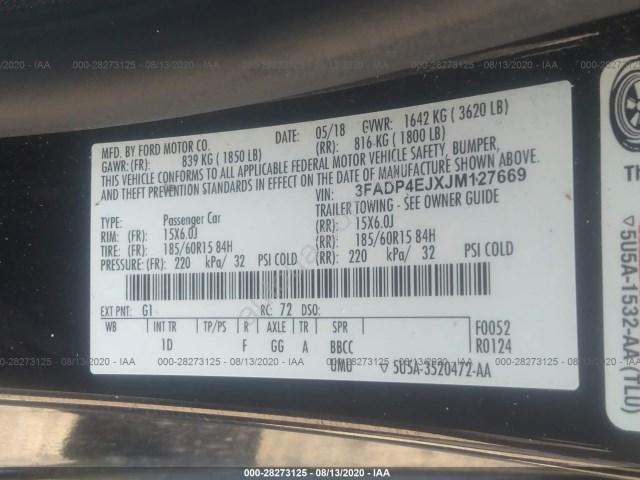 000-28273125 - 08/13/2020 - IAA
MFD. BY FORD MOTOR CO. DATE: 05/18 GVWR: 1642 KG ( 3620 LB)
GAWR: (FR): 839 KG ( 1850 LB) (RR): 816-KG ( 1800 LB)
THIS VEHICLE CONFORMS TO ALL APPLICABLE FEDERAL MOTOR VEHICLE SAFETY, BUMPER,
AND THEFT PREVENTION STANDARDS IN EFFECT ON THE DATE OF MANUFACTURE SHOWN ABOVE.
VIN: 3FADP4EJXJM127669
TYPE: Passenger Car TRAILER TOWING - SEE OWNER GUIDE
RIM: (FR): 15X6.0J (RR): 15X6.0J
TIRE: (FR): 185/60R15 84H (RR): 185/60R15 84H
PRESSURE: (FR) 220 kPa/ 32 PSI COLD (RR): 220 kPa/ 32 PSI COLD
EXT PNT: G1 RC: 72 DSO:
WB INT TR TP/PS R AXLE TR SPR F0052
1D F GG A BBCC R0124
UMU ▽ 5U5A-3520472-AA
▽ 5U5A-1532-AA (TLU)
Th
000-28273125 - 08/13/2020 - IAA